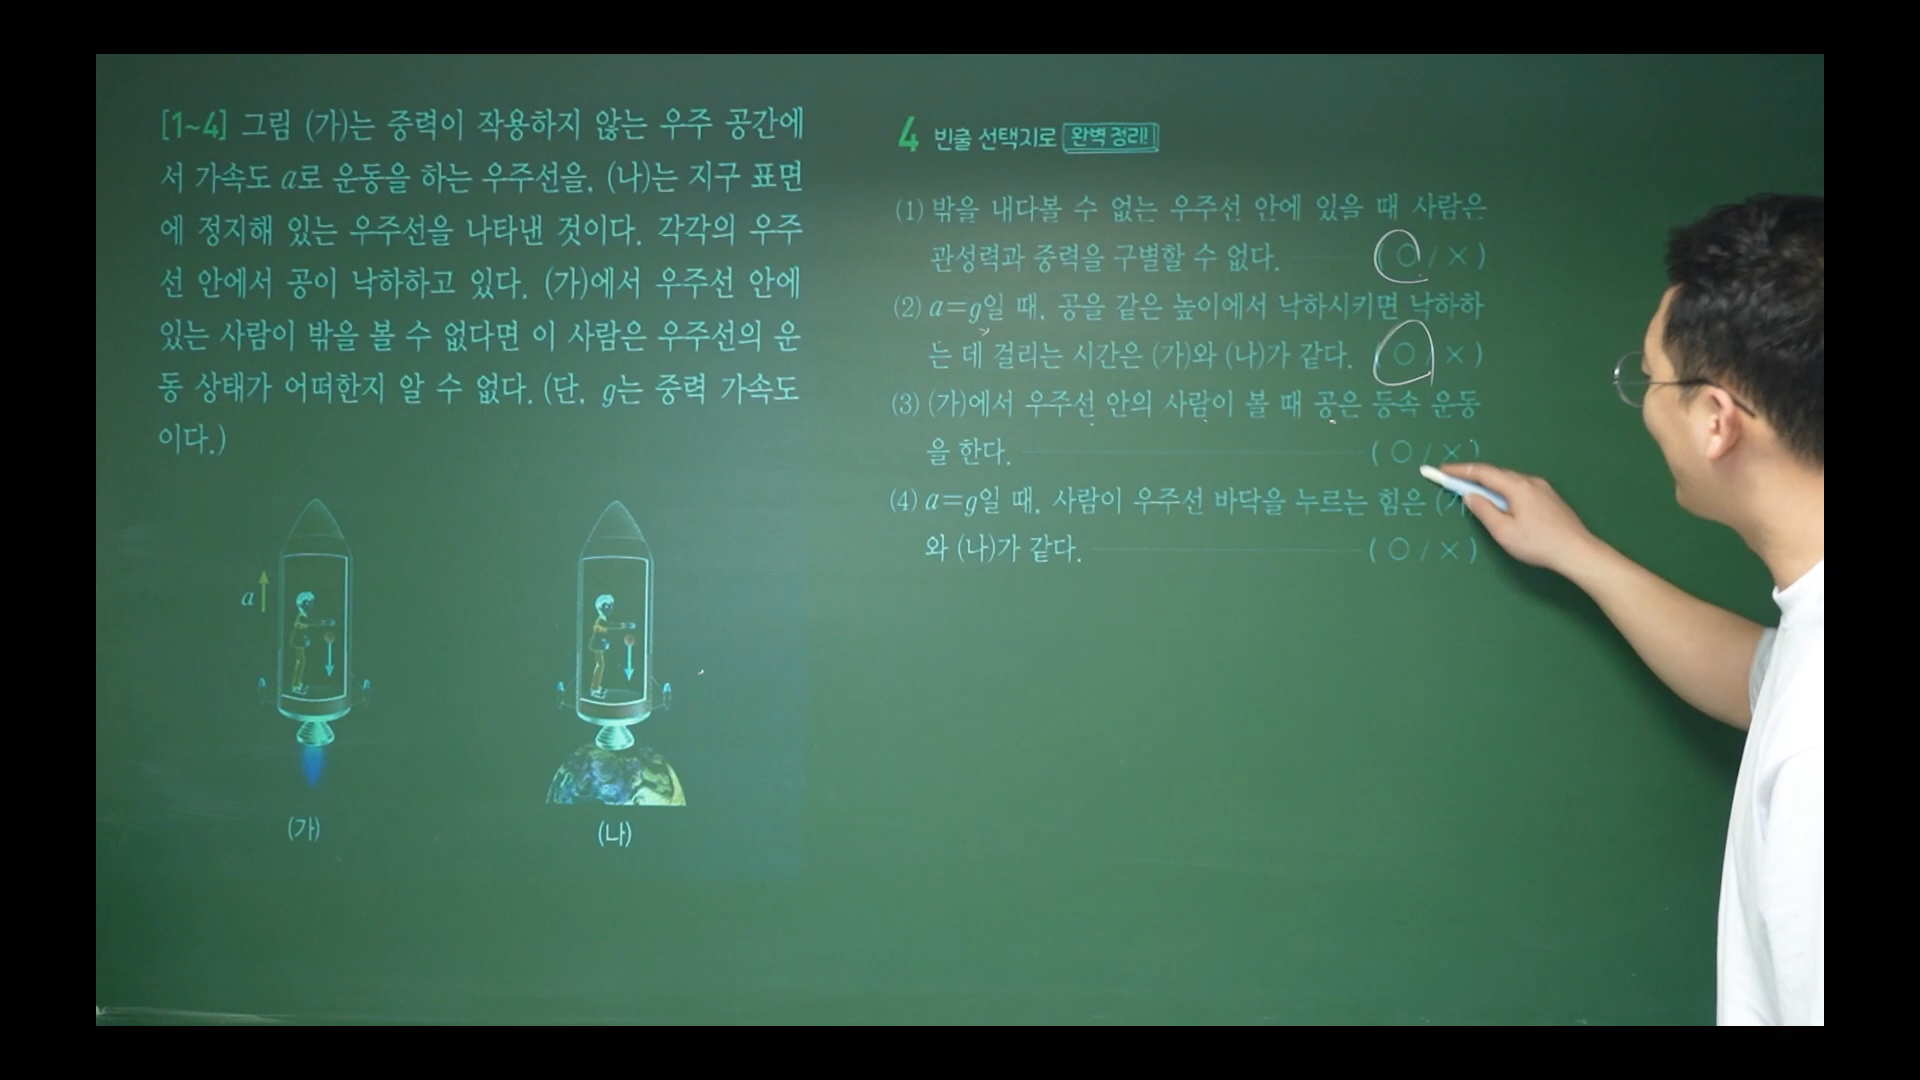 [1~4] 그림 (가)는 중력이 작용하지 않는 우주 공간에
서 가속도 a로 운동을 하는 우주선을, (나)는 지구 표면
에 정지해 있는 우주선을 나타낸 것이다. 각각의 우주
선 안에서 공이 낙하하고 있다. (가)에서 우주선 안에
있는 사람이 밖을 볼 수 없다면 이 사람은 우주선의 운
동 상태가 어떠한지 알 수 없다. (단, g는 중력 가속도
이다.)
a
(가)
(나)
4 빈출 선택지로 완벽 정리!
(1) 밖을 내다볼 수 없는 우주선 안에 있을 때 사람은
관성력과 중력을 구별할 수 없다. (○/×)
(2) a=g일 때, 공을 같은 높이에서 낙하시키면 낙하하
는 데 걸리는 시간은 (가)와 (나)가 같다. (○/×)
(3) (가)에서 우주선 안의 사람이 볼 때 공은 등속 운동
을 한다. (○/×)
(4) a=g일 때, 사람이 우주선 바닥을 누르는 힘은 (가
와 (나)가 같다. (○/×)